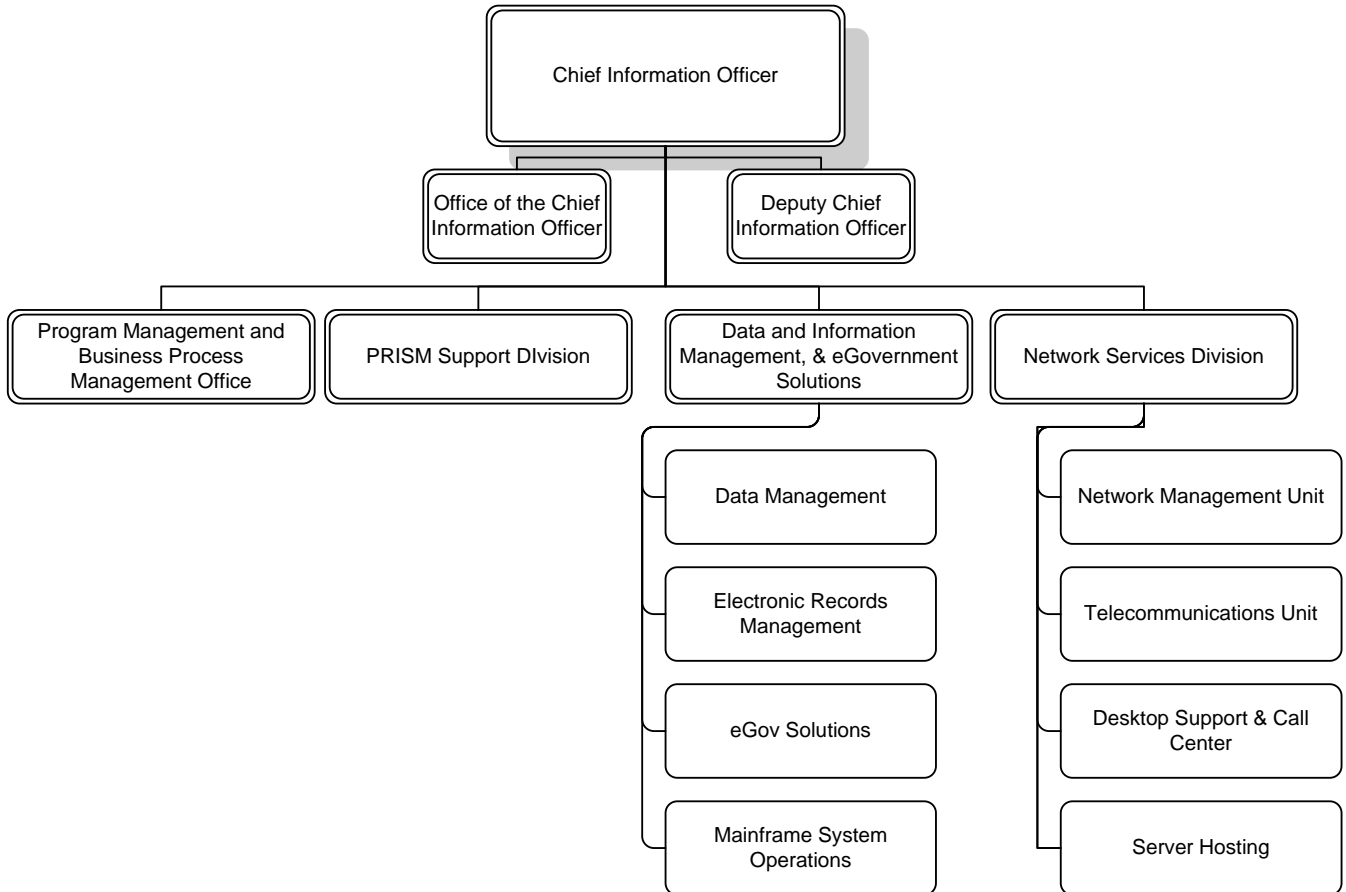 Chief Information Officer
Office of the Chief
Information Officer
Deputy Chief
Information Officer
Program Management and
Business Process
Management Office
PRISM Support DIvision
Data and Information
Management, & eGovernment
Solutions
Network Services Division
Data Management
Electronic Records
Management
eGov Solutions
Mainframe System
Operations
Network Management Unit
Telecommunications Unit
Desktop Support & Call
Center
Server Hosting